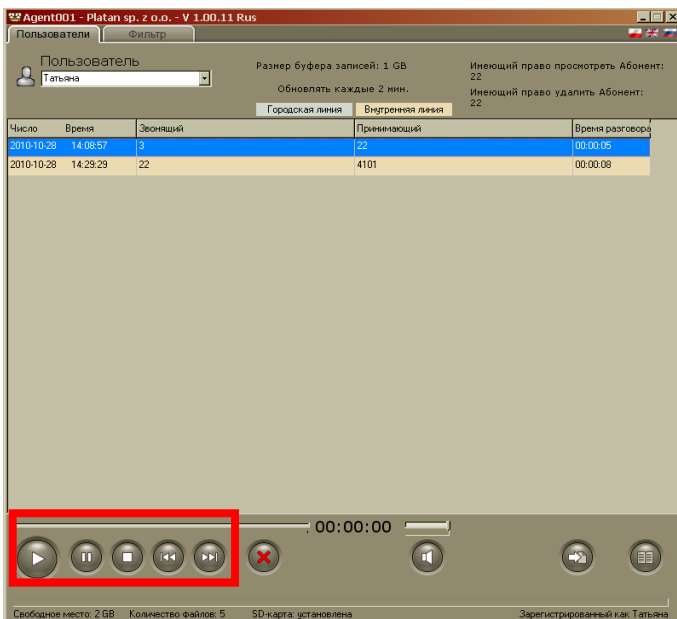 Agent001 - Platan sp. z o.o. - V 1.00.11 Rus
Пользователи Фильтр
Пользователь
Татьяна
Размер буфера записей: 1 GB
Обновлять каждые 2 мин.
Имеющий право просмотреть Абонент:
22
Имеющий право удалить Абонент:
22
Городская линия Внутренняя линия
Число Время Звонящий Принимающий Время разговора
2010-10-28 14:08:57 3 22 00:00:05
2010-10-28 14:29:29 22 4101 00:00:08
00:00:00
Свободное место: 2 GB Количество файлов: 5 SD-карта: установлена Зарегистрированный как Татьяна